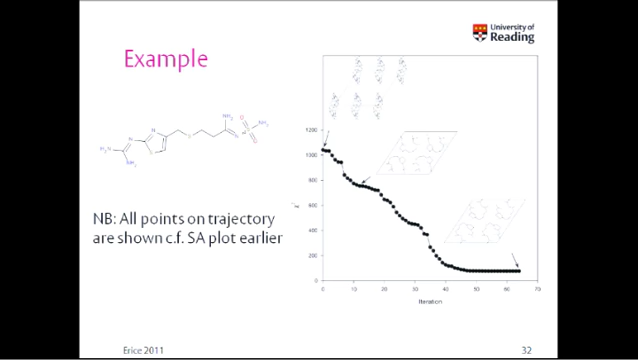 University of
Reading
Example
NB: All points on trajectory
are shown c.f. SA plot earlier
1200
1000
800
600
400
200
0
0 10 20 30 40 50 60 70
Iteration
Erice 2011
32